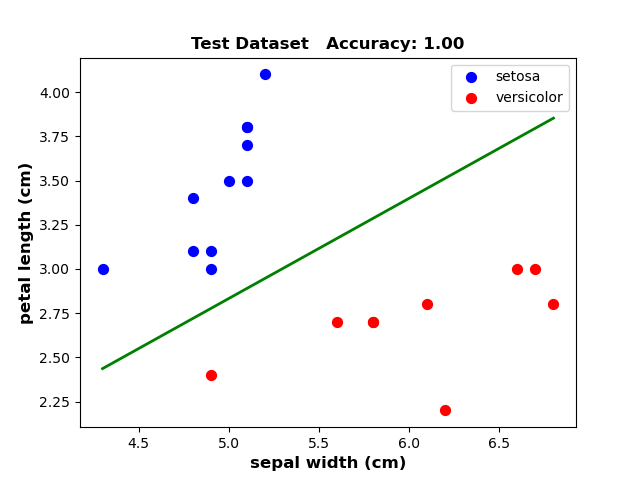 Test Dataset   Accuracy: 1.00
setosa
versicolor
4.00
3.75
3.50
3.25
3.00
2.75
2.50
2.25
petal length (cm)
4.5 5.0 5.5 6.0 6.5
sepal width (cm)